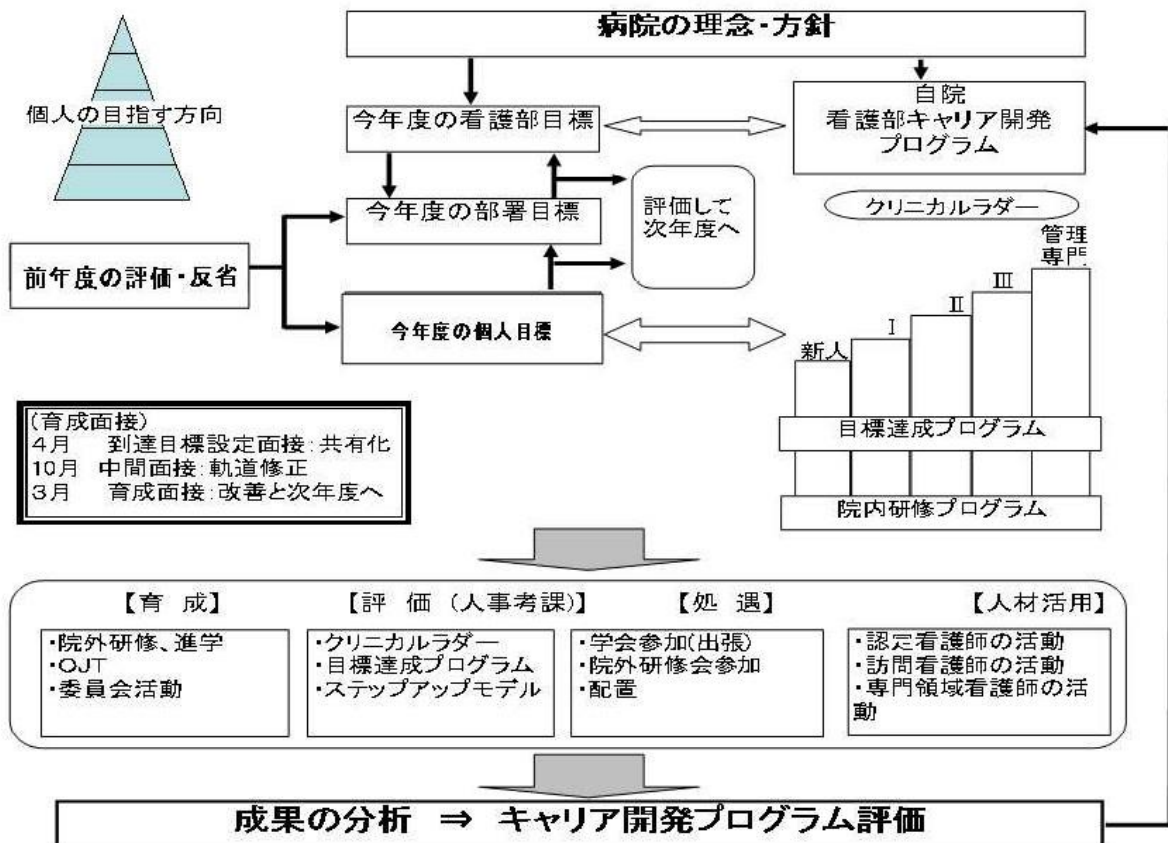 病院の理念・方針
個人の目指す方向
今年度の看護部目標
自院
看護部キャリア開発
プログラム
今年度の部署目標
評価して
次年度へ
クリニカルラダー
前年度の評価・反省
今年度の個人目標
新人
Ⅰ
Ⅱ
Ⅲ
管理
専門
目標達成プログラム
院内研修プログラム
(育成面接)
4月 到達目標設定面接:共有化
10月 中間面接:軌道修正
3月 育成面接:改善と次年度へ
【育 成】
・院外研修、進学
・OJT
・委員会活動
【評 価 (人事考課)】
・クリニカルラダー
・目標達成プログラム
・ステップアップモデル
【処 遇】
・学会参加(出張)
・院外研修会参加
・配置
【人材活用】
・認定看護師の活動
・訪問看護師の活動
・専門領域看護師の活
動
成果の分析 ⇒ キャリア開発プログラム評価